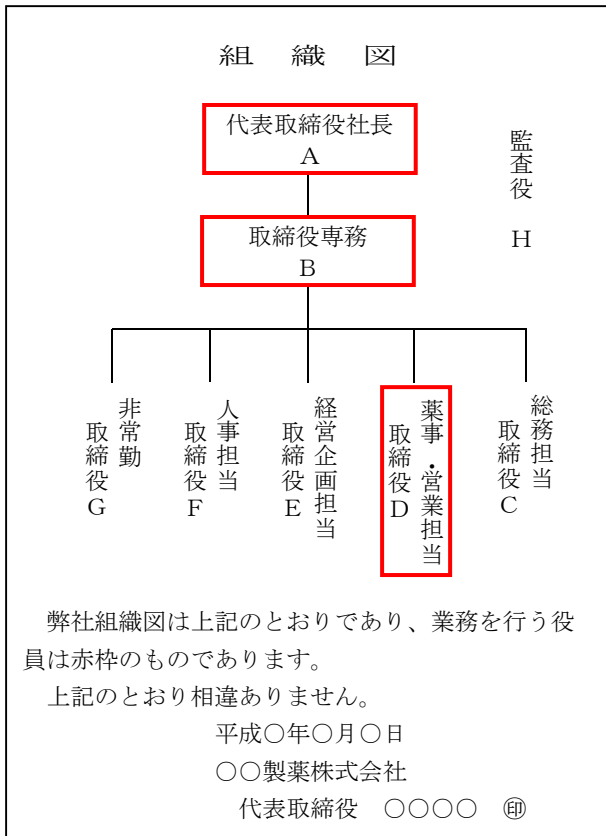 組　織　図
代表取締役社長
A
監査役　H
取締役専務
B
総務担当
取締役C
薬事・営業担当
取締役D
経営企画担当
取締役E
人事担当
取締役F
非常勤
取締役G
弊社組織図は上記のとおりであり、業務を行う役
員は赤枠のものであります。
上記のとおり相違ありません。
平成○年○月○日
○○製薬株式会社
代表取締役　○○○○　㊞